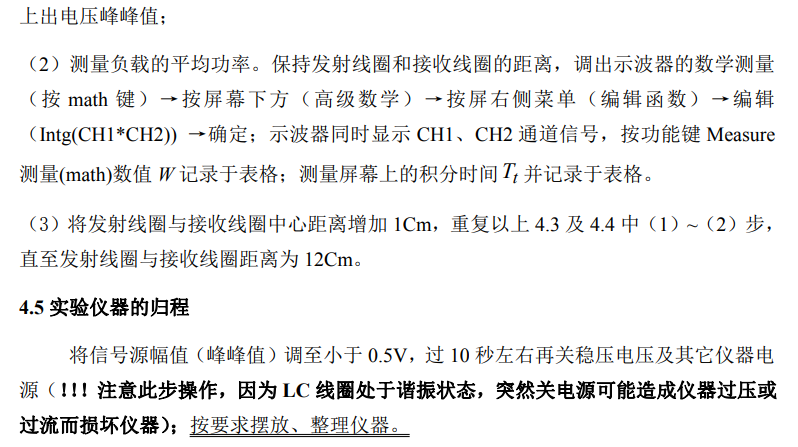 上出电压峰峰值；
（2）测量负载的平均功率。保持发射线圈和接收线圈的距离，调出示波器的数学测量
（按 math 键）→按屏幕下方（高级数学）→按屏右侧菜单（编辑函数）→编辑
（Intg(CH1*CH2)) →确定；示波器同时显示 CH1、CH2 通道信号，按功能键 Measure
测量(math)数值 W 记录于表格；测量屏幕上的积分时间 Tt 并记录于表格。
（3）将发射线圈与接收线圈中心距离增加 1Cm，重复以上 4.3 及 4.4 中（1）~（2）步，
直至发射线圈与接收线圈距离为 12Cm。
4.5 实验仪器的归程
将信号源幅值（峰峰值）调至小于 0.5V，过 10 秒左右再关稳压电压及其它仪器电
源（!!! 注意此步操作，因为 LC 线圈处于谐振状态，突然关电源可能造成仪器过压或
过流而损坏仪器）；按要求摆放、整理仪器。